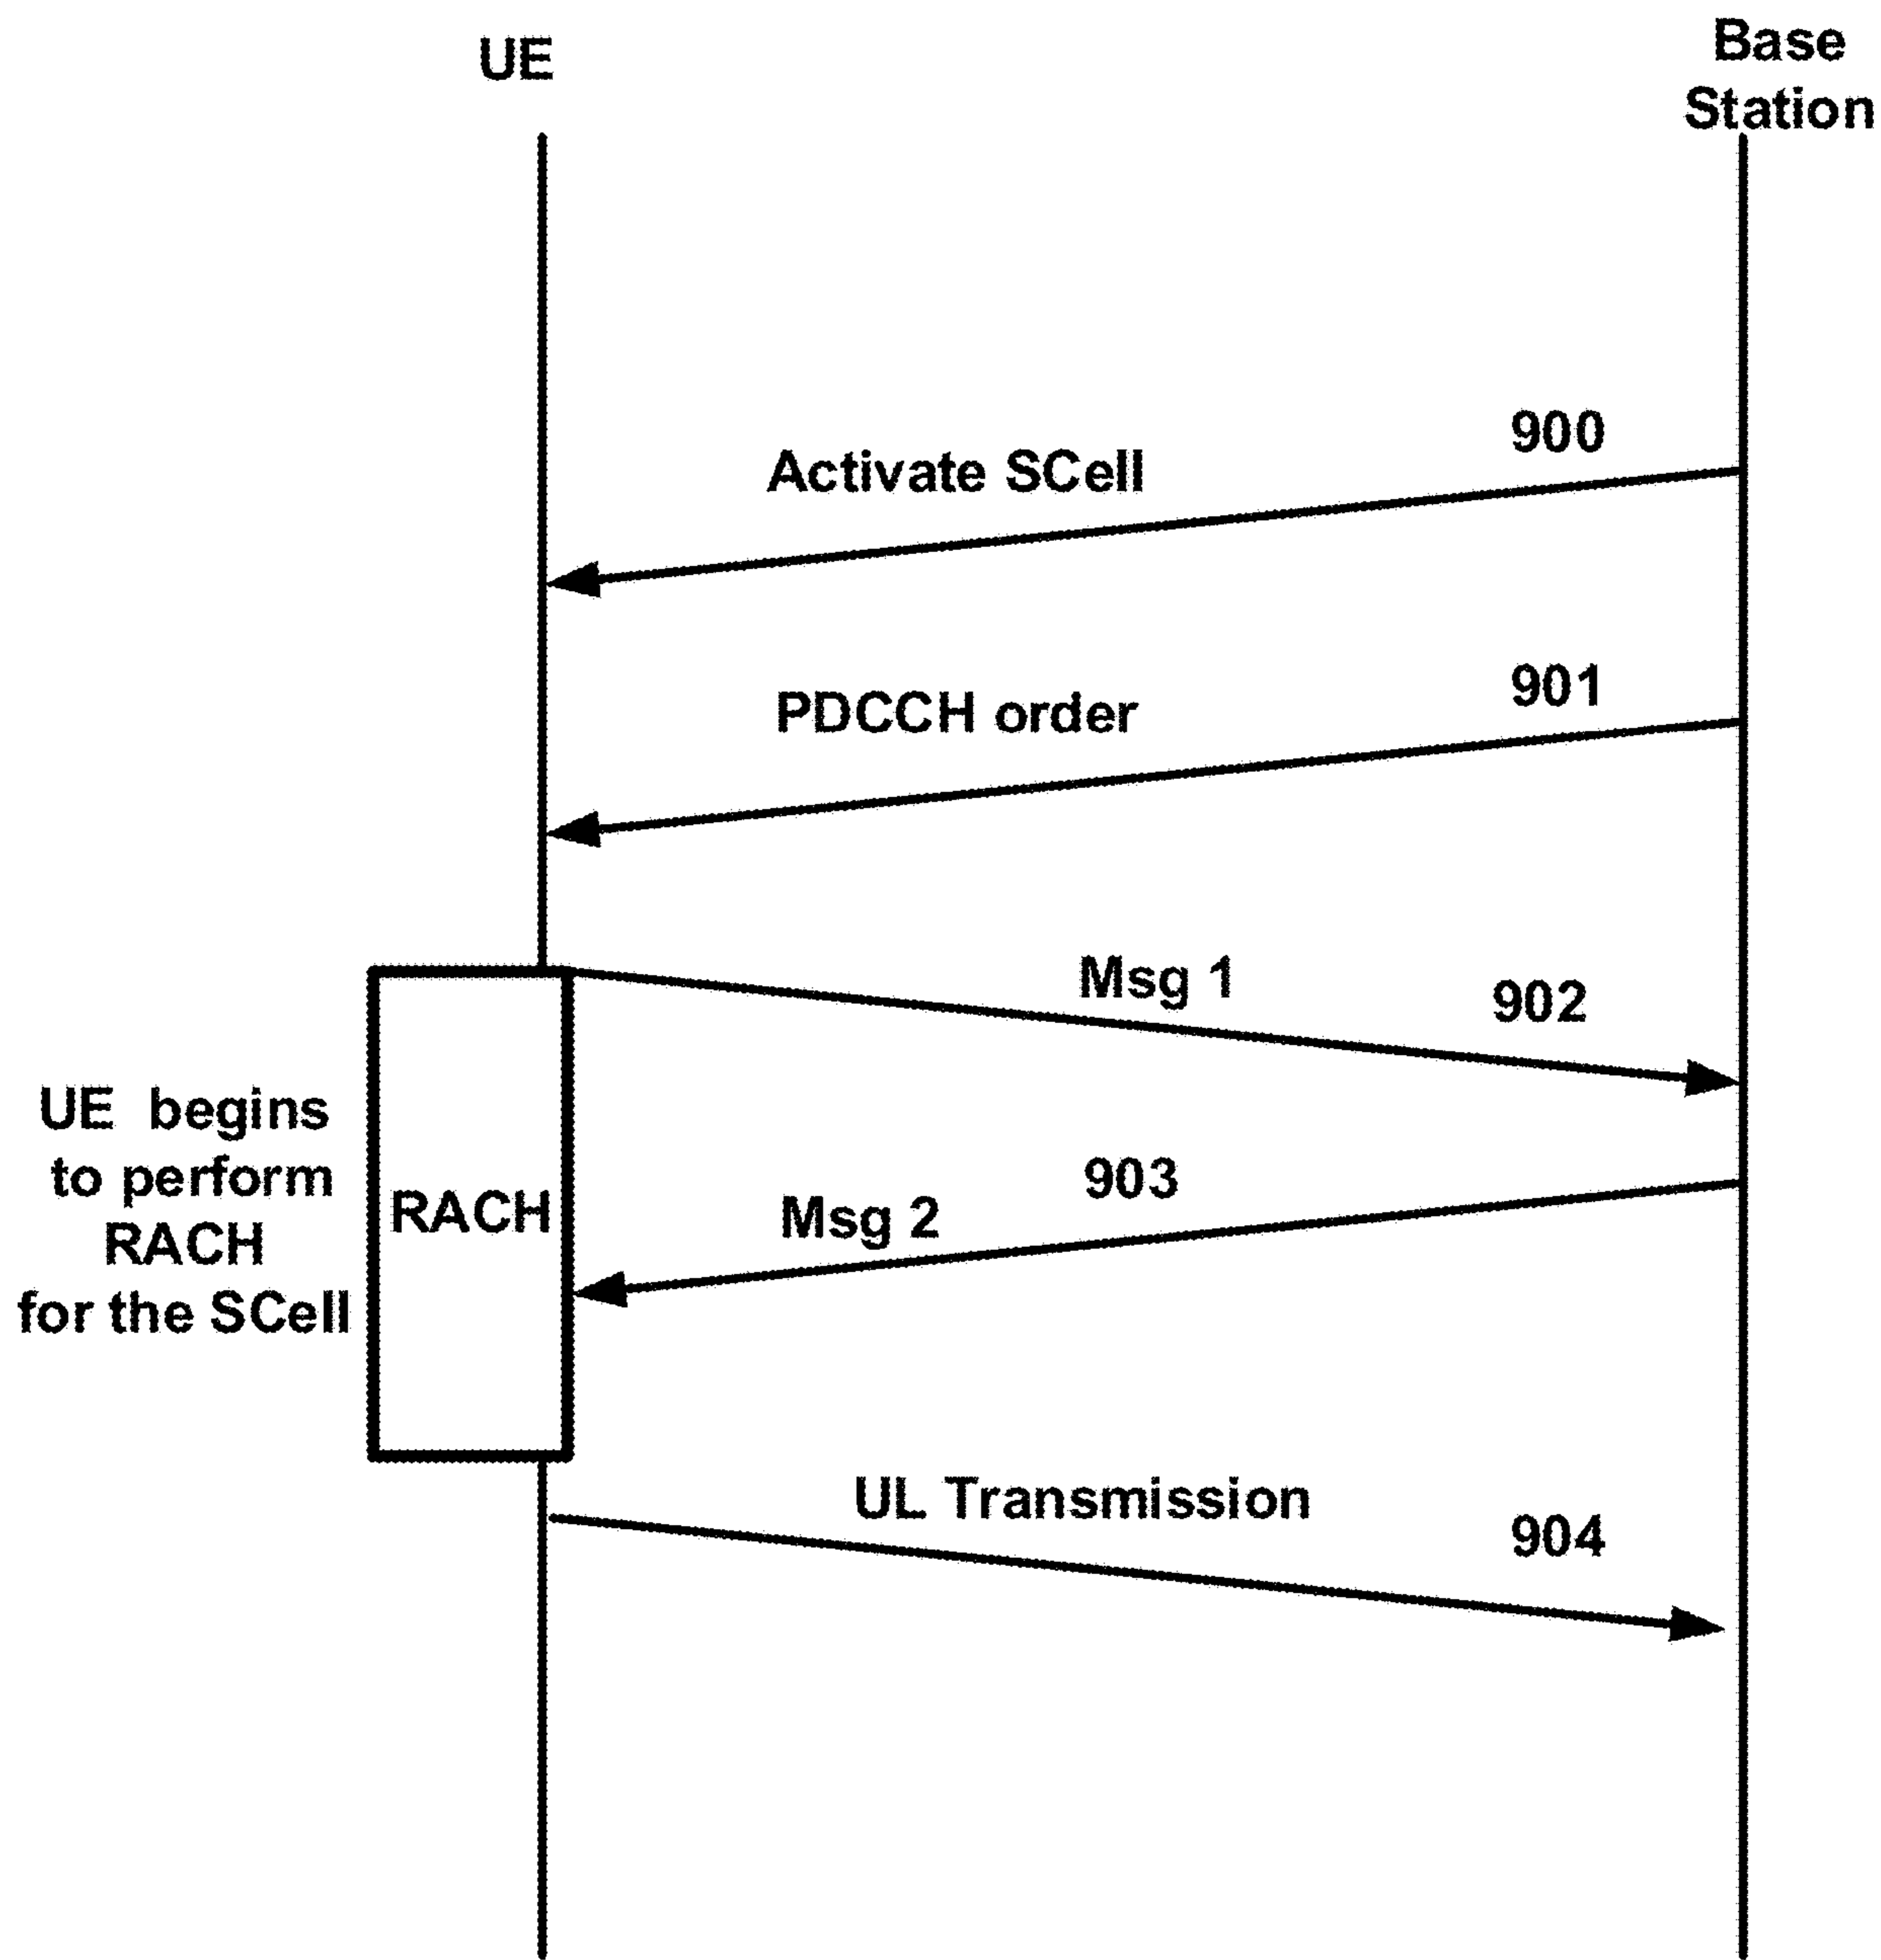 UE
Base
Station
900
Activate SCell
901
PDCCH order
Msg 1
902
UE begins
to perform
RACH
for the SCell
RACH
903
Msg 2
UL Transmission
904